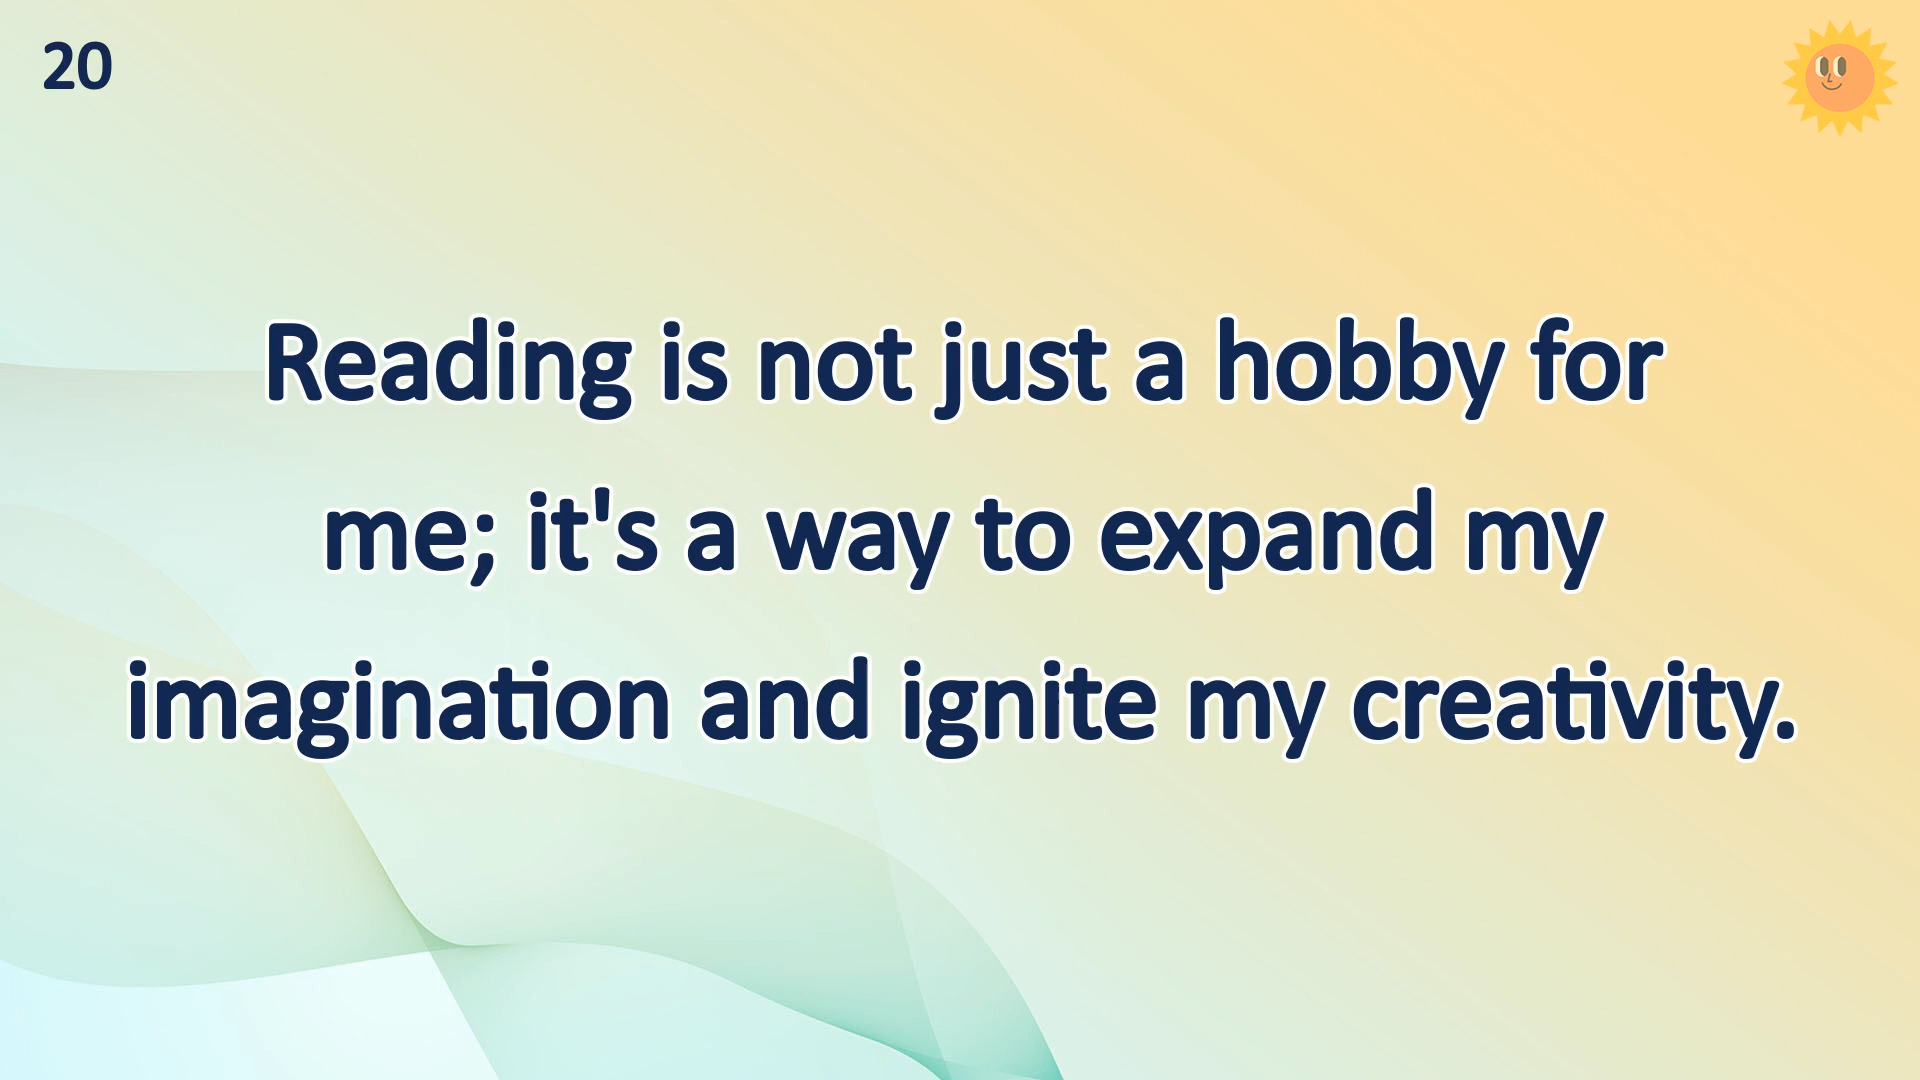 20
Reading is not just a hobby for
me; it's a way to expand my
imagination and ignite my creativity.